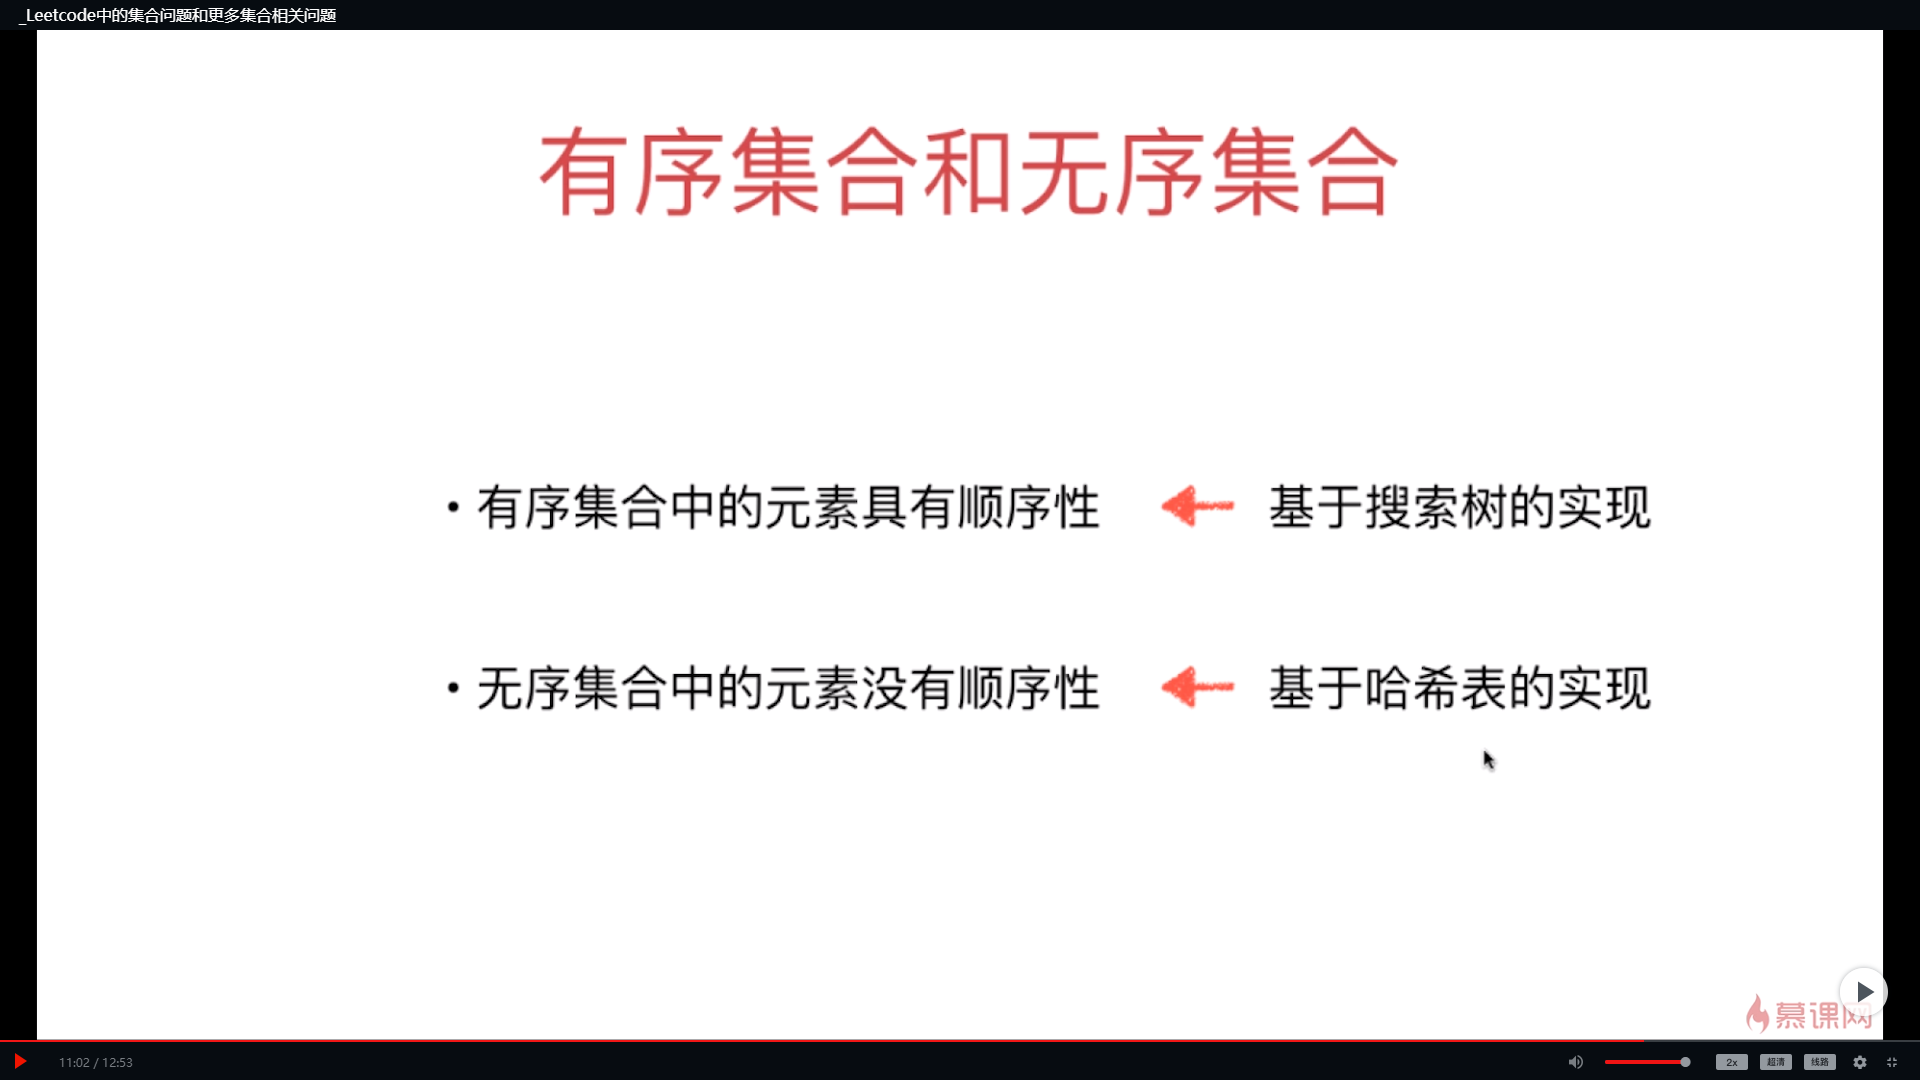 _Leetcode中的集合问题和更多集合相关问题
有序集合和无序集合
• 有序集合中的元素具有顺序性 基于搜索树的实现
• 无序集合中的元素没有顺序性 基于哈希表的实现
慕课网
11:02 / 12:53 2x 超清 线路